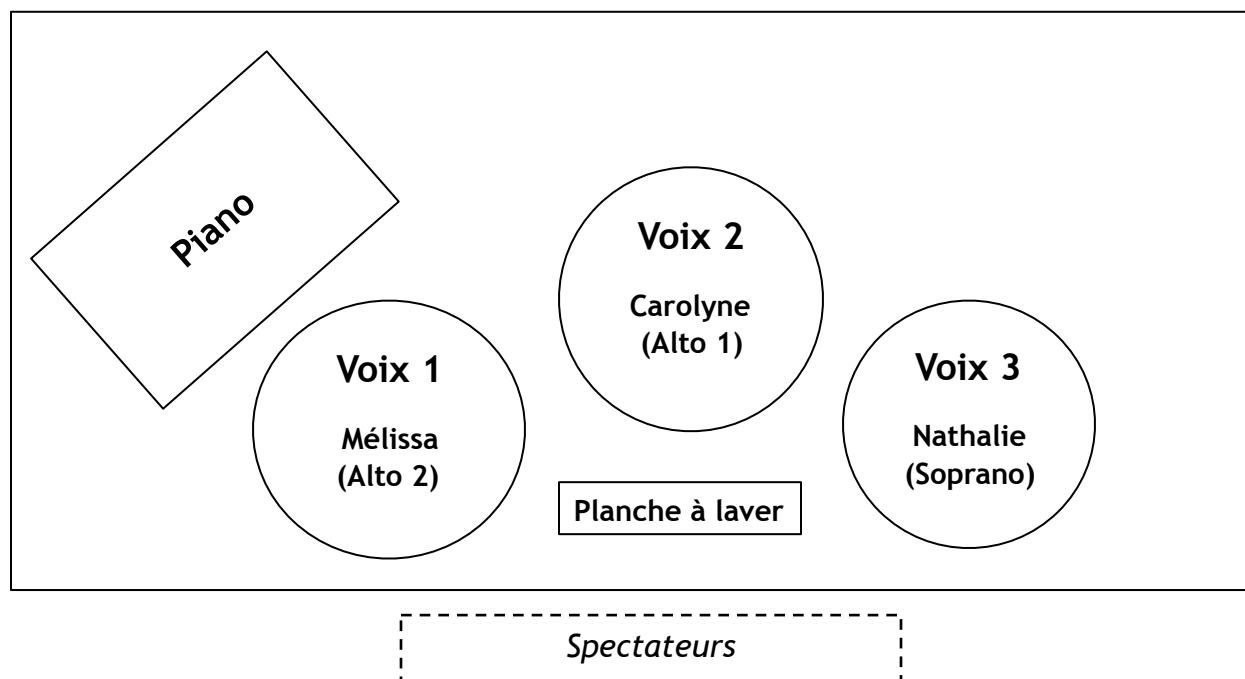 Piano
Voix 2
Carolyne
(Alto 1)
Voix 1
Mélissa
(Alto 2)
Voix 3
Nathalie
(Soprano)
Planche à laver
Spectateurs